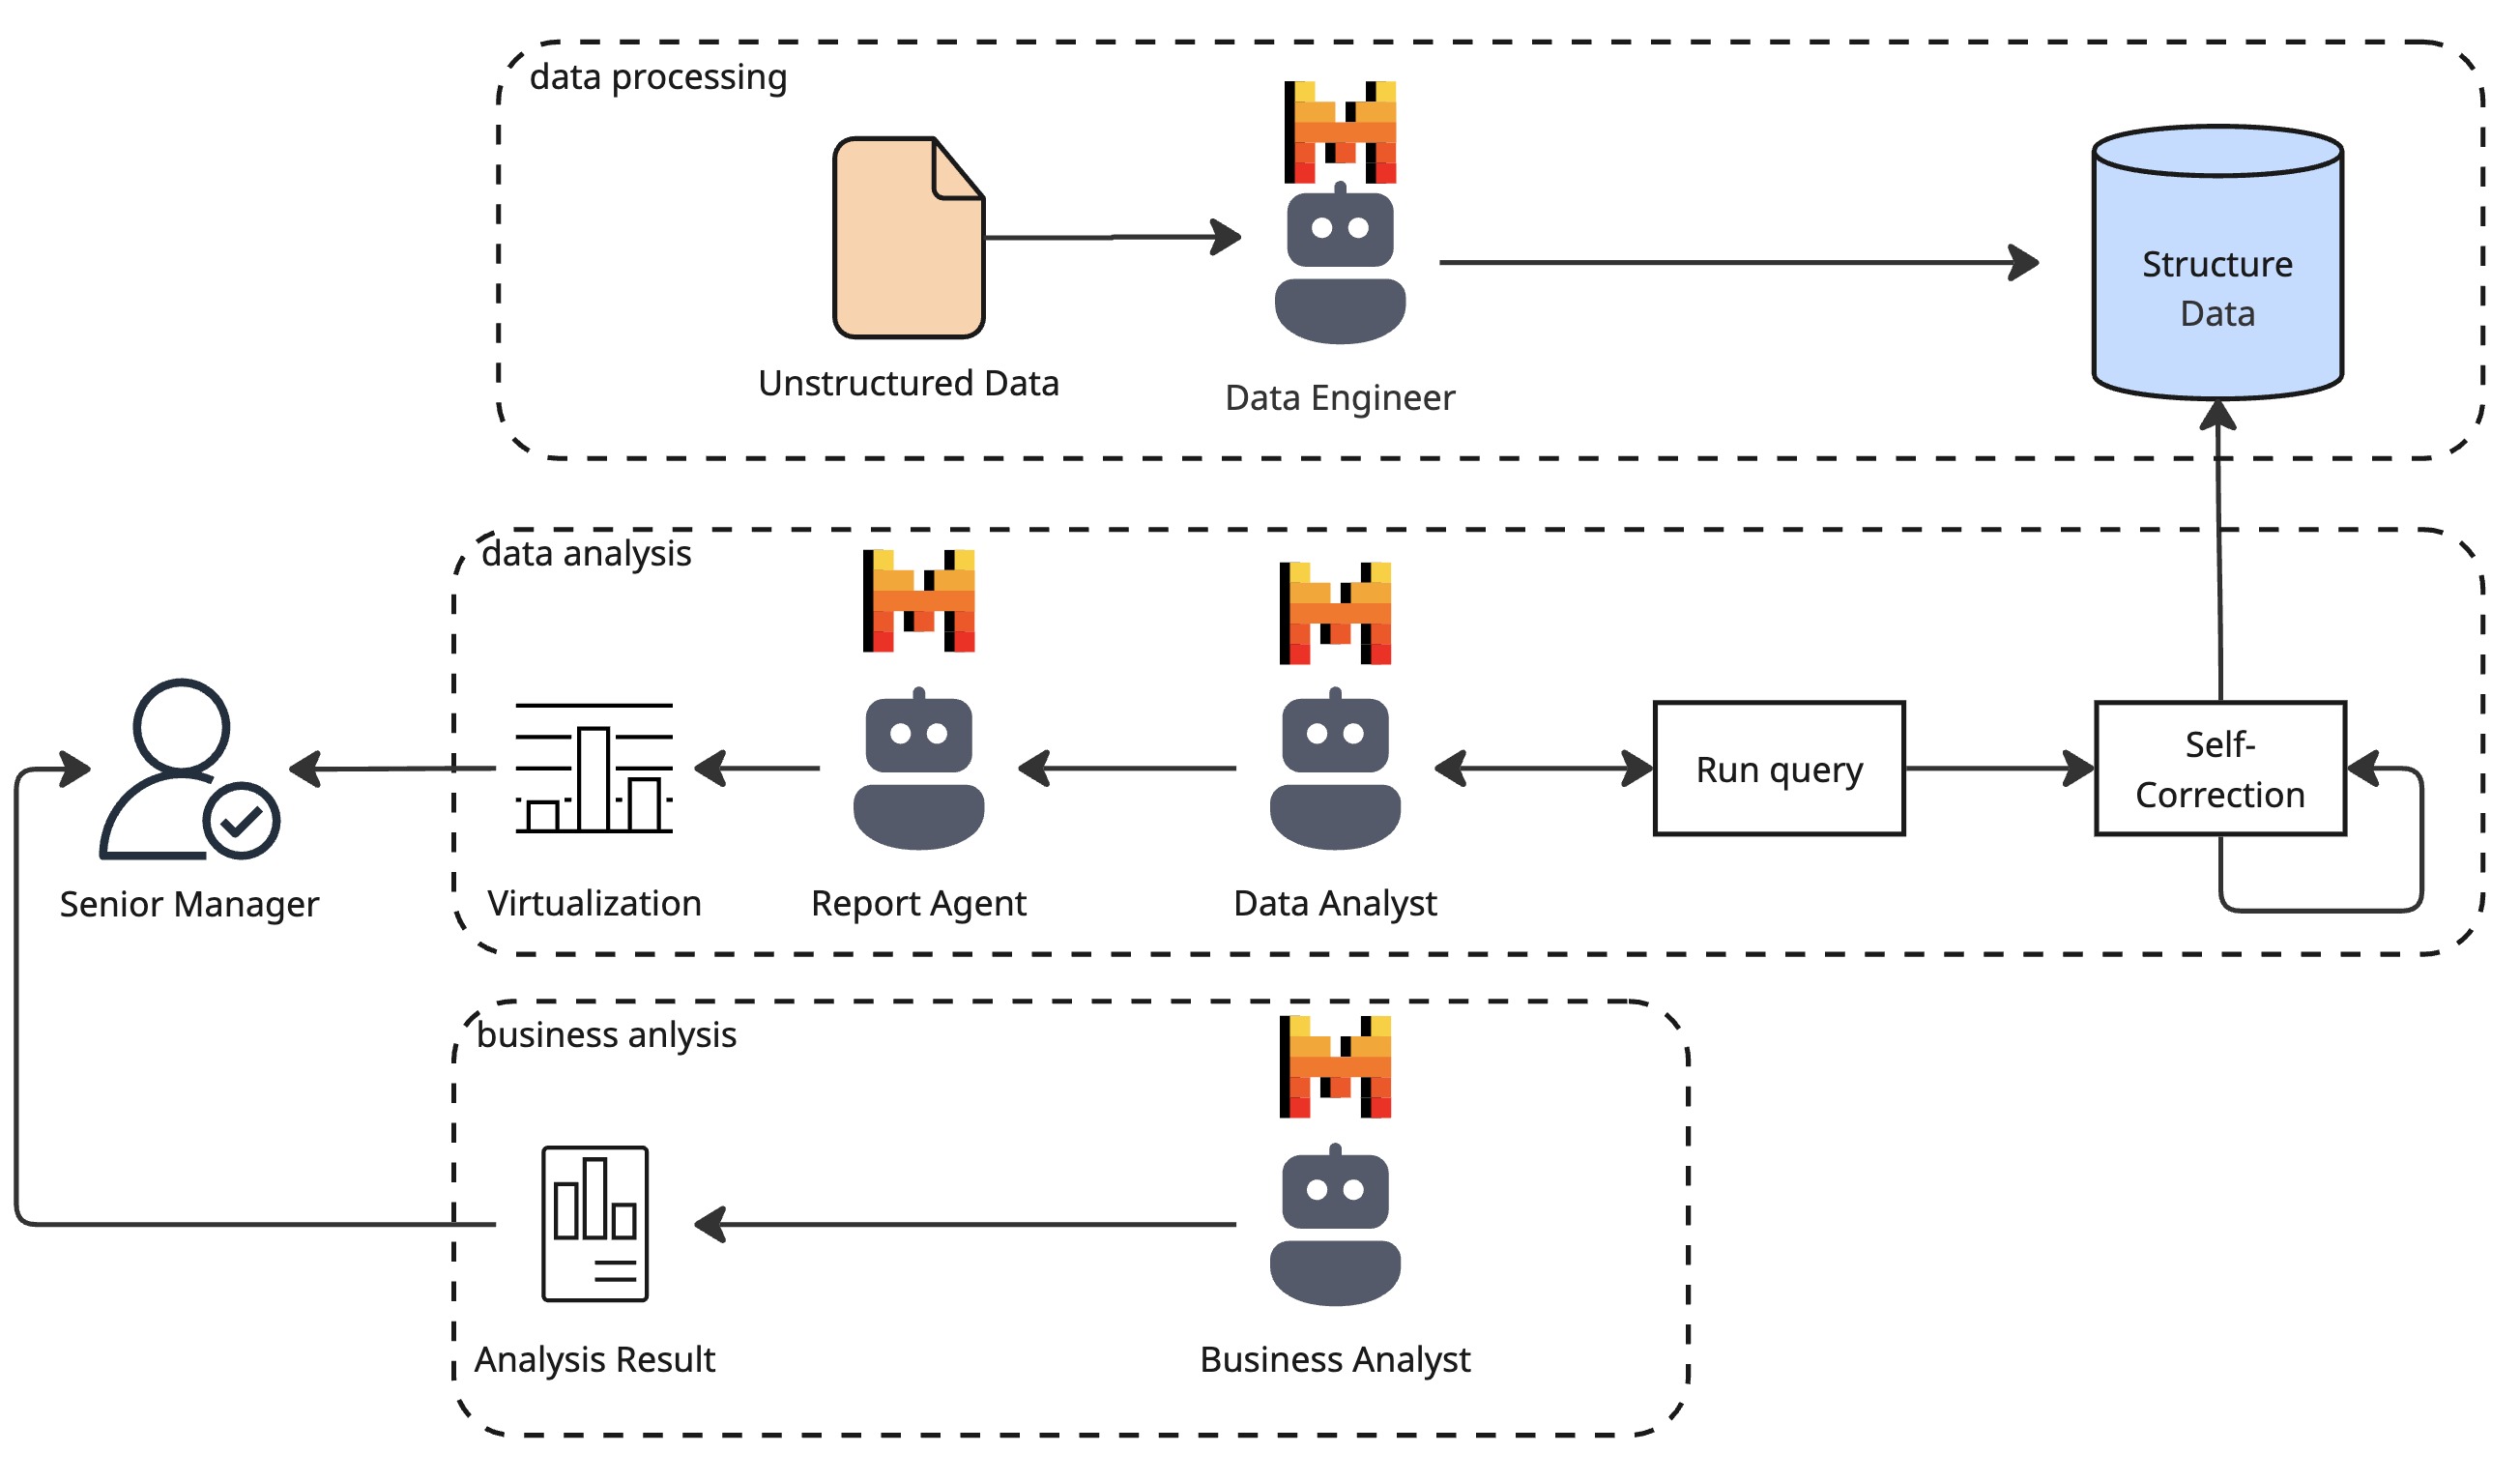 data processing
Structure
Data
Unstructured Data
Data Engineer
data analysis
Run query
Self-
Correction
Senior Manager
Virtualization
Report Agent
Data Analyst
business anlysis
Analysis Result
Business Analyst